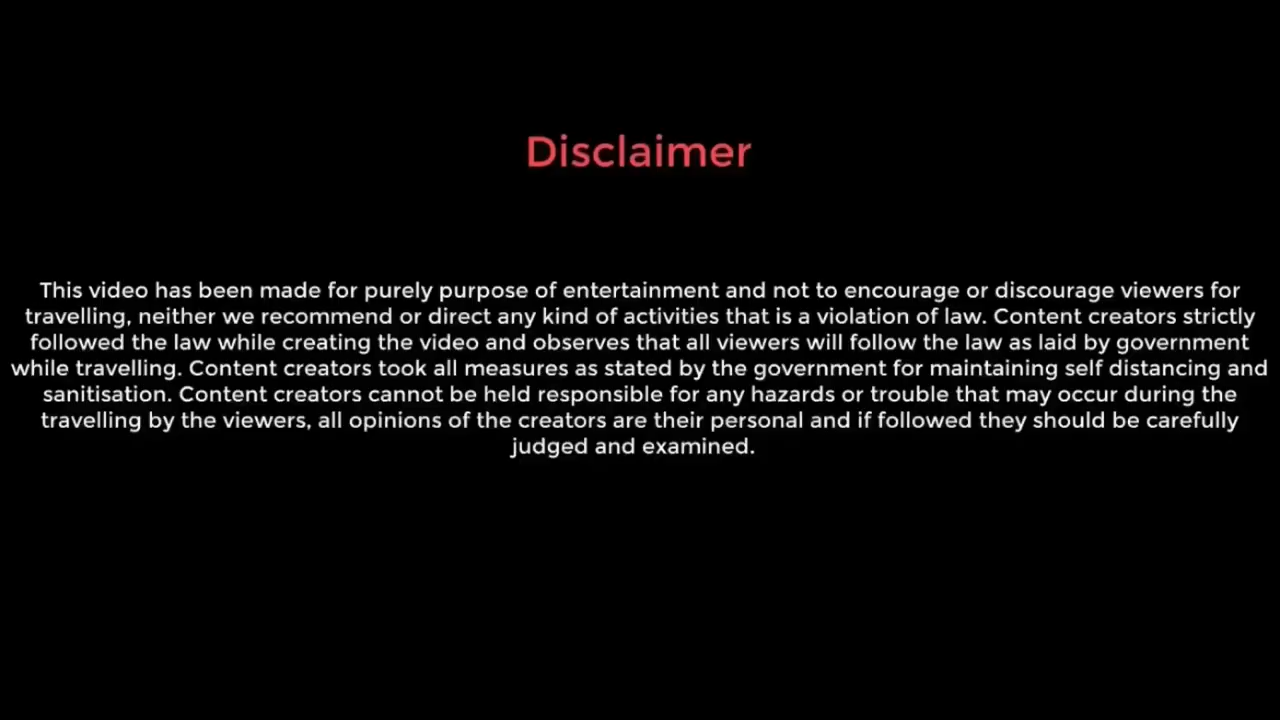 Disclaimer
This video has been made for purely purpose of entertainment and not to encourage or discourage viewers for
travelling, neither we recommend or direct any kind of activities that is a violation of law. Content creators strictly
followed the law while creating the video and observes that all viewers will follow the law as laid by government
while travelling. Content creators took all measures as stated by the government for maintaining self distancing and
sanitisation. Content creators cannot be held responsible for any hazards or trouble that may occur during the
travelling by the viewers, all opinions of the creators are their personal and if followed they should be carefully
judged and examined.